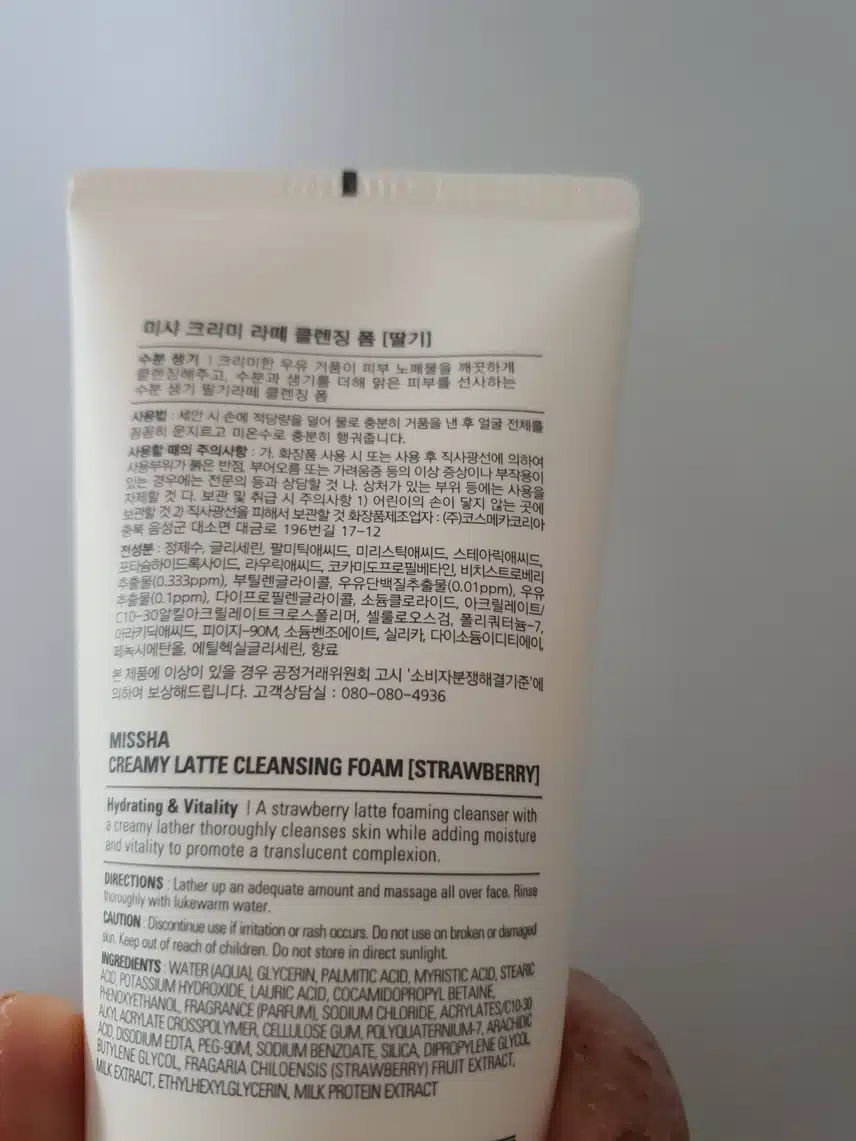 미샤 크리미 라떼 클렌징 폼 [딸기]
수분 생기 | 크리미한 우유 거품이 피부 노폐물을 깨끗하게
클렌징해주고, 수분과 생기를 더해 맑은 피부를 선사하는
수분 생기 딸기라떼 클렌징 폼
사용법 : 세안 시 손에 적당량을 덜어 물로 충분히 거품을 낸 후 얼굴 전체를
꼼꼼히 문지르고 미온수로 충분히 헹궈줍니다.
사용할 때의 주의사항 : 가. 화장품 사용 시 또는 사용 후 직사광선에 의하여
사용부위가 붉은 반점, 부어오름 또는 가려움증 등의 이상 증상이나 부작용이
있는 경우에는 전문의 등과 상담할 것 나. 상처가 있는 부위 등에는 사용을
자제할 것 다. 보관 및 취급 시 주의사항 1) 어린이의 손이 닿지 않는 곳에
보관할 것 2) 직사광선을 피해서 보관할 것 화장품제조업자 : (주)코스메카코리아
충북 음성군 대소면 대금로 196번길 17-12
전성분 : 정제수, 글리세린, 팔미틱애씨드, 미리스틱애씨드, 스테아릭애씨드,
포타슘하이드록사이드, 라우릭애씨드, 코카미도프로필베타인, 비치스트로베리
추출물(0.333ppm), 부틸렌글라이콜, 우유단백질추출물(0.01ppm), 우유
추출물(0.1ppm), 다이프로필렌글라이콜, 소듐클로라이드, 아크릴레이트/
C10-30알킬아크릴레이트크로스폴리머, 셀룰로오스검, 폴리쿼터늄-7,
아라키딕애씨드, 피이지-90M, 소듐벤조에이트, 실리카, 다이소듐이디티에이,
페녹시에탄올, 에틸헥실글리세린, 향료
본 제품에 이상이 있을 경우 공정거래위원회 고시 '소비자분쟁해결기준'에
의하여 보상해드립니다. 고객상담실 : 080-080-4936
MISSHA
CREAMY LATTE CLEANSING FOAM [STRAWBERRY]
Hydrating & Vitality | A strawberry latte foaming cleanser with
a creamy lather thoroughly cleanses skin while adding moisture
and vitality to promote a translucent complexion.
DIRECTIONS : Lather up an adequate amount and massage all over face. Rinse
thoroughly with lukewarm water.
CAUTION : Discontinue use if irritation or rash occurs. Do not use on broken or damaged
skin. Keep out of reach of children. Do not store in direct sunlight.
INGREDIENTS : WATER (AQUA), GLYCERIN, PALMITIC ACID, MYRISTIC ACID, STEARIC
ACID, POTASSIUM HYDROXIDE, LAURIC ACID, COCAMIDOPROPYL BETAINE,
PHENOXYETHANOL, FRAGRANCE (PARFUM), SODIUM CHLORIDE, ACRYLATES/C10-30
ALKYL ACRYLATE CROSSPOLYMER, CELLULOSE GUM, POLYQUATERNIUM-7, ARACHIDIC
ACID, DISODIUM EDTA, PEG-90M, SODIUM BENZOATE, SILICA, DIPROPYLENE GLYCOL,
BUTYLENE GLYCOL, FRAGARIA CHILOENSIS (STRAWBERRY) FRUIT EXTRACT,
MILK EXTRACT, ETHYLHEXYLGLYCERIN, MILK PROTEIN EXTRACT